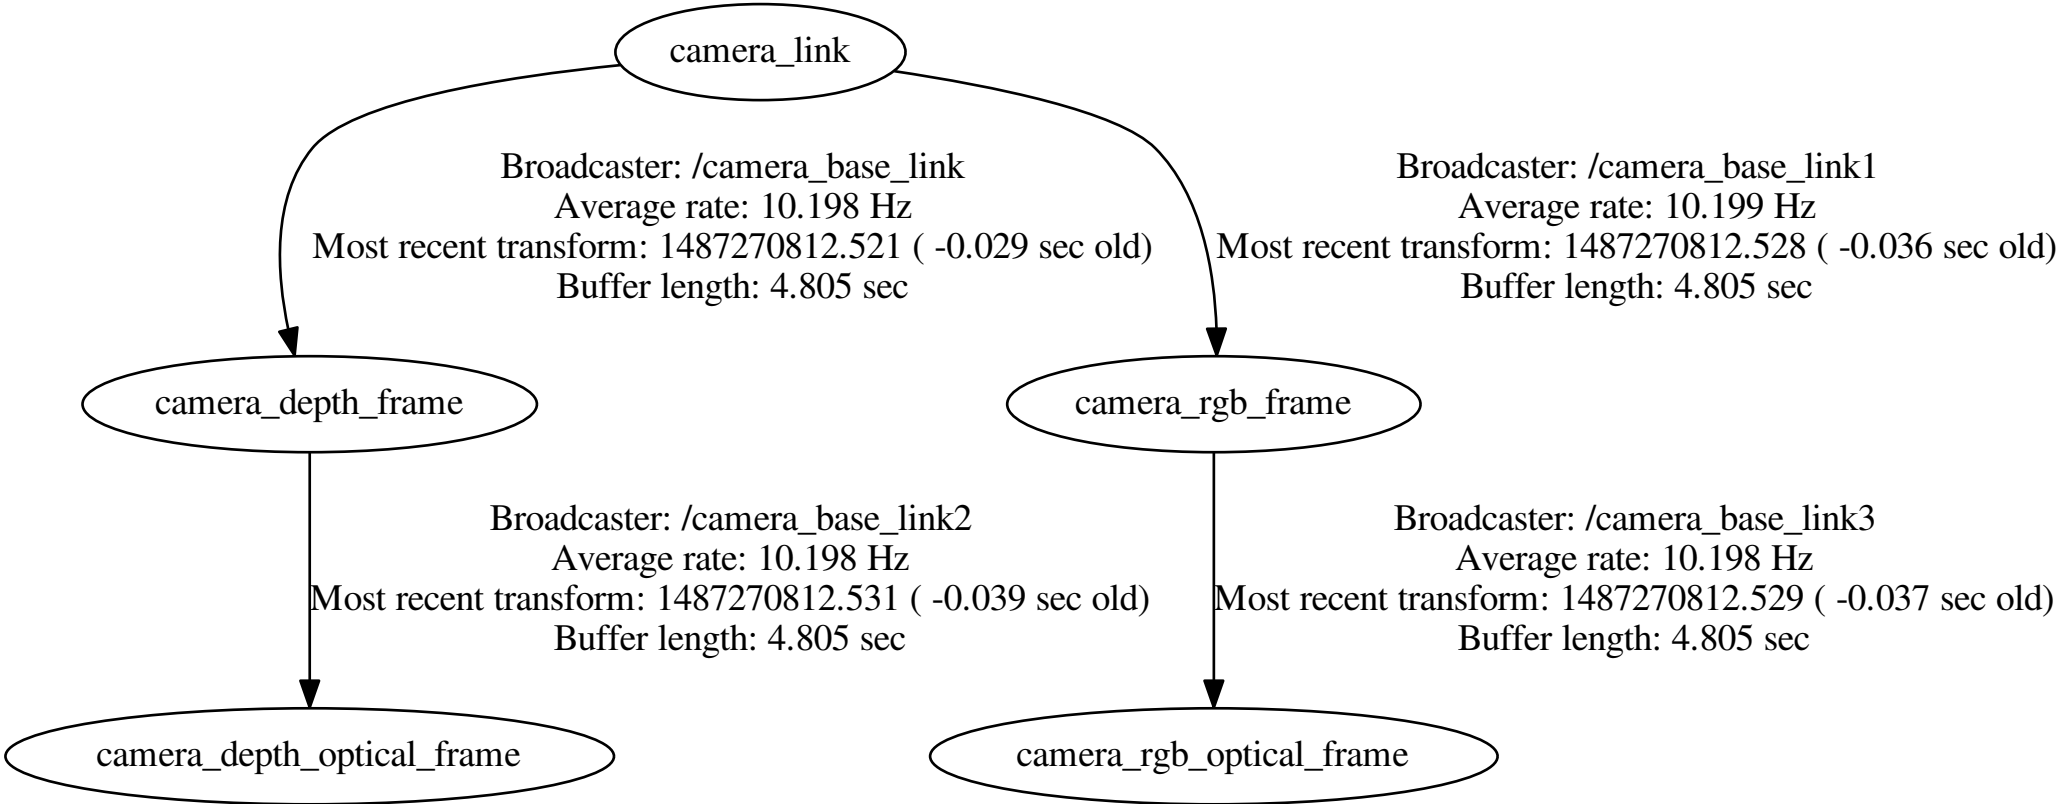 camera_link
Broadcaster: /camera_base_link
Average rate: 10.198 Hz
Most recent transform: 1487270812.521 ( -0.029 sec old)
Buffer length: 4.805 sec
Broadcaster: /camera_base_link1
Average rate: 10.199 Hz
Most recent transform: 1487270812.528 ( -0.036 sec old)
Buffer length: 4.805 sec
camera_depth_frame
camera_rgb_frame
Broadcaster: /camera_base_link2
Average rate: 10.198 Hz
Most recent transform: 1487270812.531 ( -0.039 sec old)
Buffer length: 4.805 sec
Broadcaster: /camera_base_link3
Average rate: 10.198 Hz
Most recent transform: 1487270812.529 ( -0.037 sec old)
Buffer length: 4.805 sec
camera_depth_optical_frame
camera_rgb_optical_frame